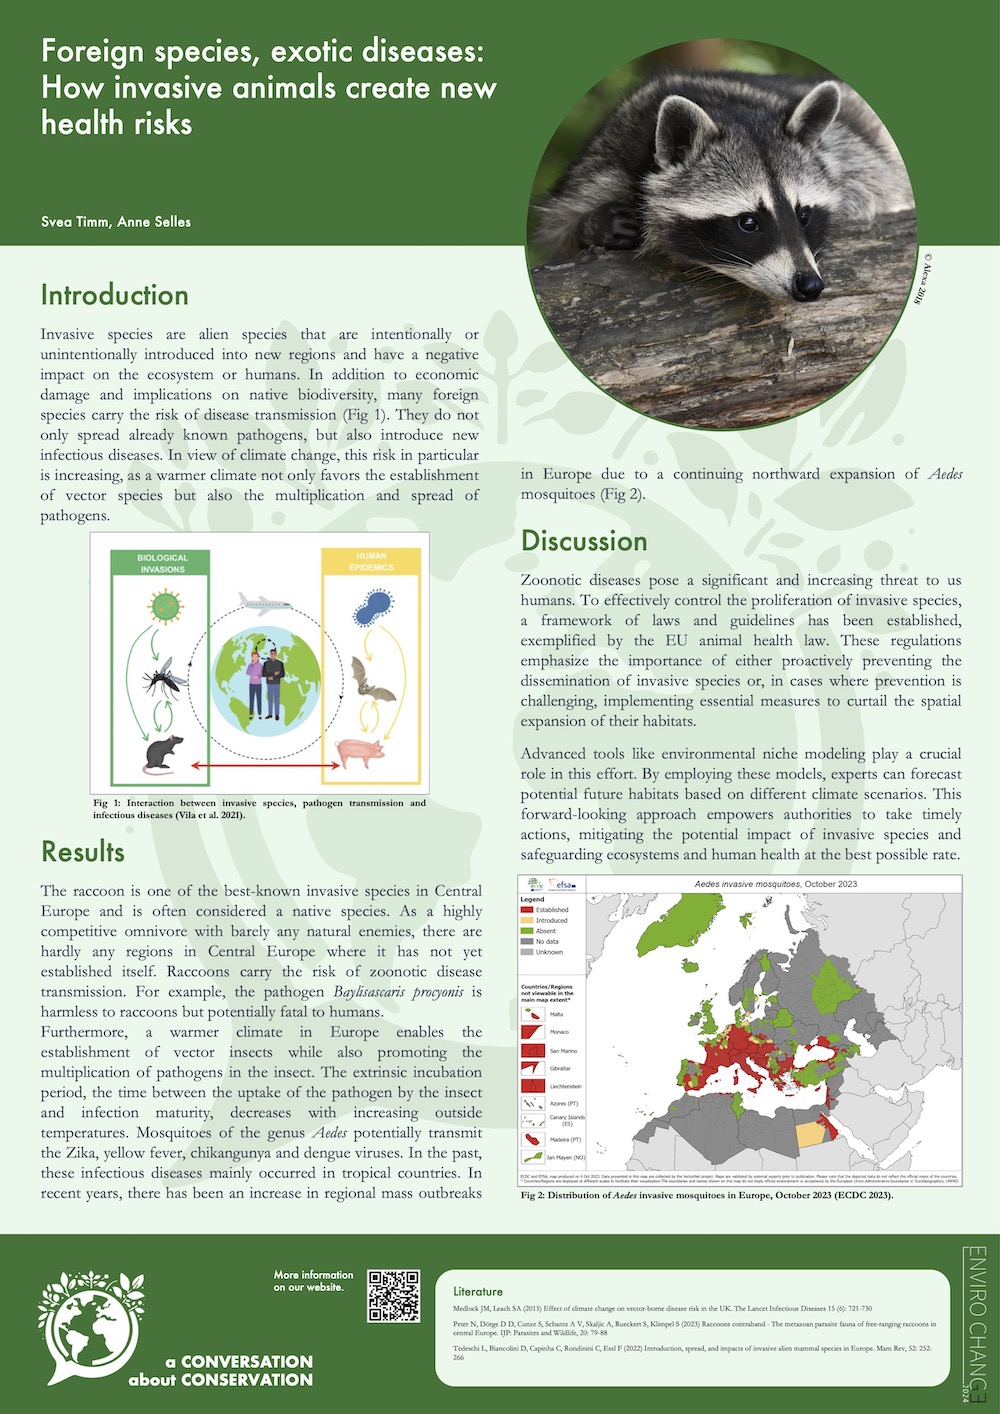 Foreign species, exotic diseases:
How invasive animals create new
health risks
Svea Timm, Anne Selles
© Alexa 2018
Introduction
Invasive species are alien species that are intentionally or
unintentionally introduced into new regions and have a negative
impact on the ecosystem or humans. In addition to economic
damage and implications on native biodiversity, many foreign
species carry the risk of disease transmission (Fig 1). They do not
only spread already known pathogens, but also introduce new
infectious diseases. In view of climate change, this risk in particular
is increasing, as a warmer climate not only favors the establishment
of vector species but also the multiplication and spread of
pathogens.
BIOLOGICAL
INVASIONS
HUMAN
EPIDEMICS
Fig 1: Interaction between invasive species, pathogen transmission and
infectious diseases (Vila et al. 2021).
Results
The raccoon is one of the best-known invasive species in Central
Europe and is often considered a native species. As a highly
competitive omnivore with barely any natural enemies, there are
hardly any regions in Central Europe where it has not yet
established itself. Raccoons carry the risk of zoonotic disease
transmission. For example, the pathogen Baylisascaris procyonis is
harmless to raccoons but potentially fatal to humans.
Furthermore, a warmer climate in Europe enables the
establishment of vector insects while also promoting the
multiplication of pathogens in the insect. The extrinsic incubation
period, the time between the uptake of the pathogen by the insect
and infection maturity, decreases with increasing outside
temperatures. Mosquitoes of the genus Aedes potentially transmit
the Zika, yellow fever, chikangunya and dengue viruses. In the past,
these infectious diseases mainly occurred in tropical countries. In
recent years, there has been an increase in regional mass outbreaks
in Europe due to a continuing northward expansion of Aedes
mosquitoes (Fig 2).
Discussion
Zoonotic diseases pose a significant and increasing threat to us
humans. To effectively control the proliferation of invasive species,
a framework of laws and guidelines has been established,
exemplified by the EU animal health law. These regulations
emphasize the importance of either proactively preventing the
dissemination of invasive species or, in cases where prevention is
challenging, implementing essential measures to curtail the spatial
expansion of their habitats.
Advanced tools like environmental niche modeling play a crucial
role in this effort. By employing these models, experts can forecast
potential future habitats based on different climate scenarios. This
forward-looking approach empowers authorities to take timely
actions, mitigating the potential impact of invasive species and
safeguarding ecosystems and human health at the best possible rate.
ecdc efsa
Aedes invasive mosquitoes, October 2023
Legend
Established
Introduced
Absent
No data
Unknown
Countries/Regions
not viewable in the
main map extent*
Malta
Monaco
San Marino
Gibraltar
Liechtenstein
Azores (PT)
Canary Islands
(ES)
Madeira (PT)
Jan Mayen (NO)
Fig 2: Distribution of Aedes invasive mosquitoes in Europe, October 2023 (ECDC 2023).
a CONVERSATION
about CONSERVATION
More information
on our website.
Literature
Medlock JM, Leach SA (2015) Effect of climate change on vector-borne disease risk in the UK. The Lancet Infectious Diseases 15 (6): 721-730
Peter N, Dörge D D, Cunze S, Schantz A V, Skaljic A, Rueckert S, Klimpel S (2023) Raccoons contraband - The metazoan parasite fauna of free-ranging raccoons in
central Europe. IJP: Parasites and Wildlife, 20: 79-88
Tedeschi L, Biancolini D, Capinha C, Rondinini C, Essl F (2022) Introduction, spread, and impacts of invasive alien mammal species in Europe. Mam Rev, 52: 252-
266
ENVIRO CHANGE
2024